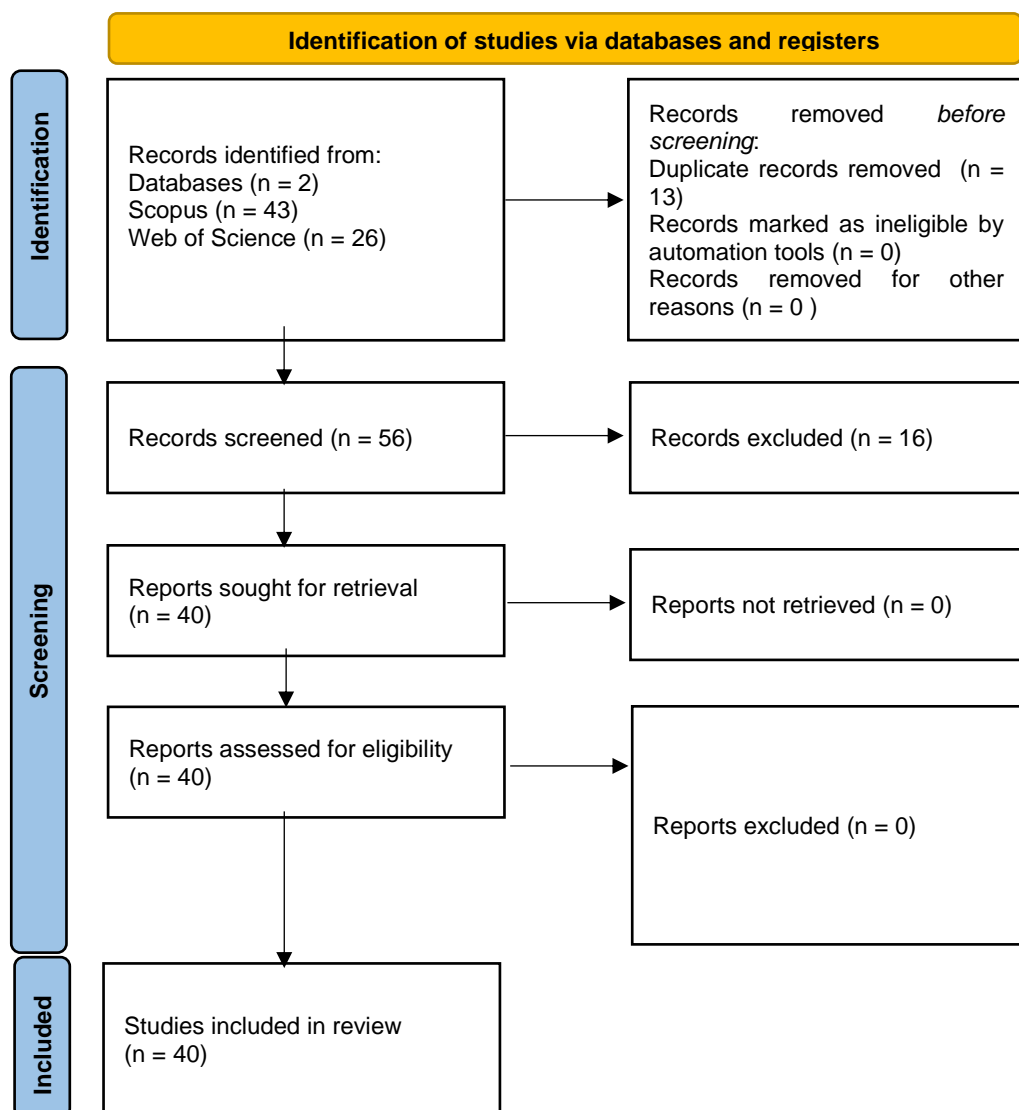 Identification of studies via databases and registers
Identification
Records identified from:
Databases (n = 2)
Scopus (n = 43)
Web of Science (n = 26)
Records removed before
screening:
Duplicate records removed (n =
13)
Records marked as ineligible by
automation tools (n = 0)
Records removed for other
reasons (n = 0 )
Screening
Records screened (n = 56)
Records excluded (n = 16)
Reports sought for retrieval
(n = 40)
Reports not retrieved (n = 0)
Reports assessed for eligibility
(n = 40)
Reports excluded (n = 0)
Included
Studies included in review
(n = 40)